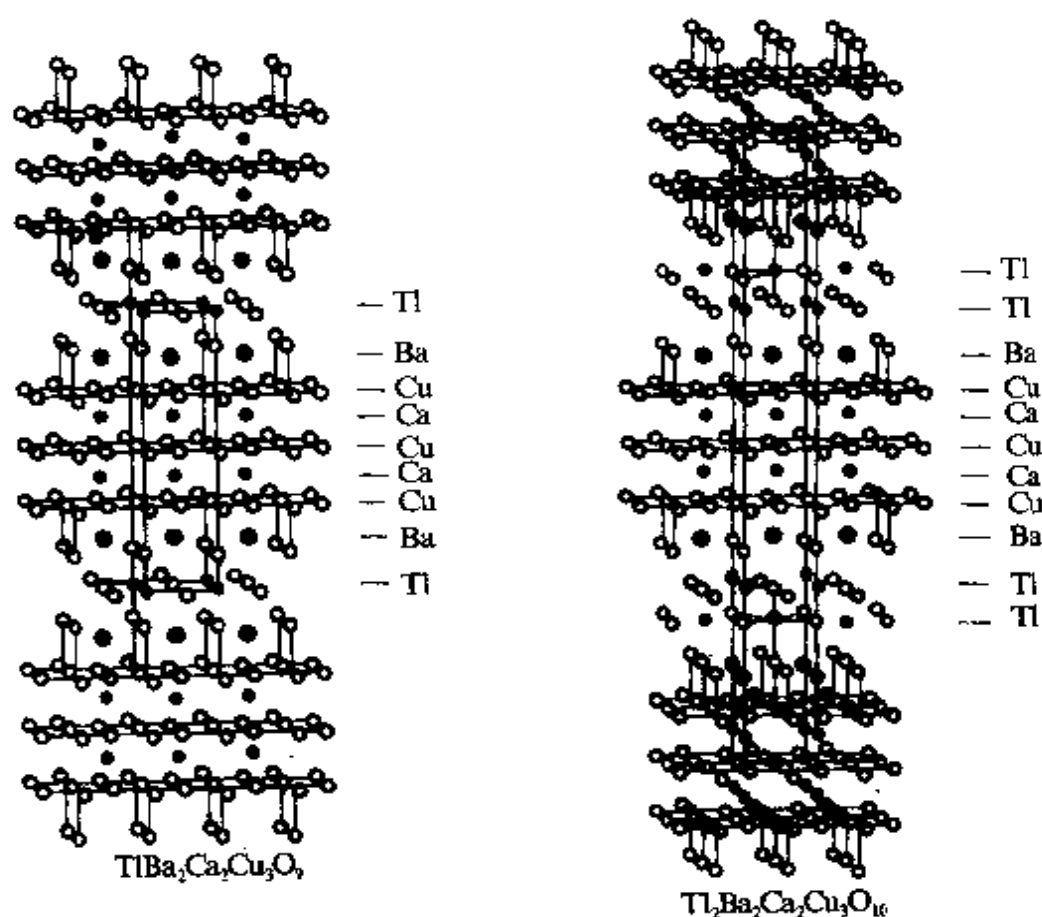 — Tl
— Ba
— Cu
— Ca
— Cu
— Ca
— Cu
— Ba
— Tl
TlBa₂Ca₂Cu₃O₉
— Tl
— Tl
— Ba
— Cu
— Ca
— Cu
— Ca
— Cu
— Ba
— Tl
— Tl
Tl₂Ba₂Ca₂Cu₃O₁₀